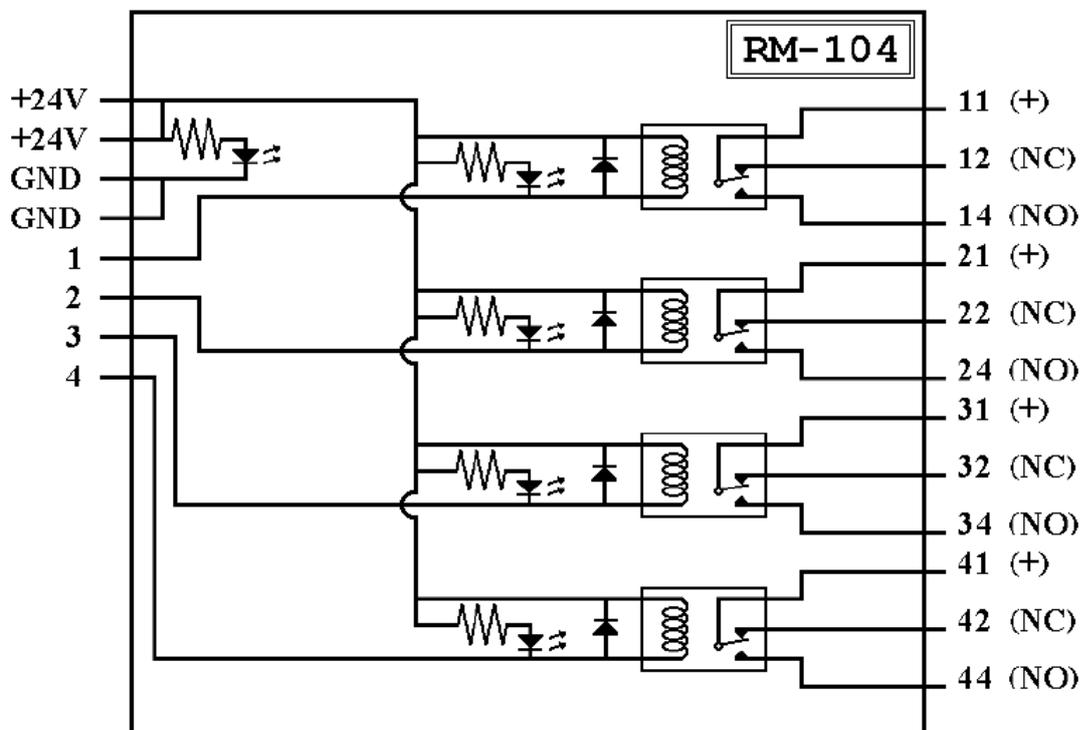 RM-104
+24V
+24V
GND
GND
1
2
3
4
11 (+)
12 (NC)
14 (NO)
21 (+)
22 (NC)
24 (NO)
31 (+)
32 (NC)
34 (NO)
41 (+)
42 (NC)
44 (NO)